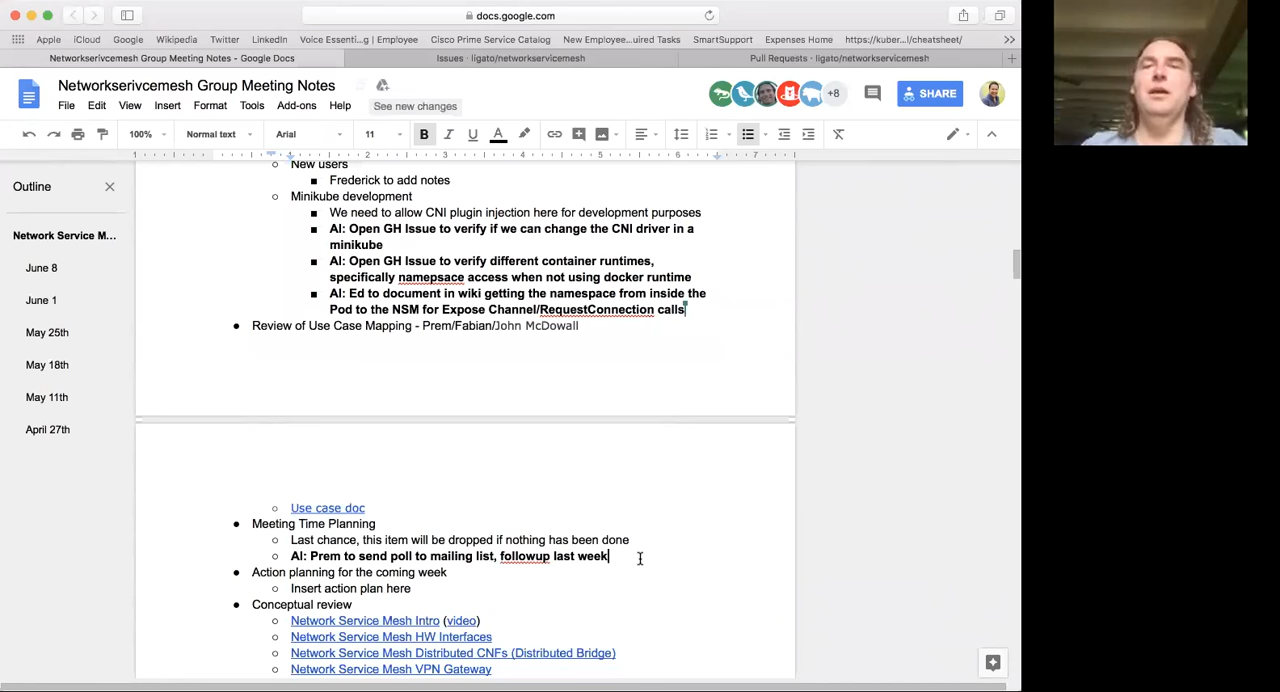 docs.google.com
Apple iCloud Google Wikipedia Twitter LinkedIn Voice Essenti...g | Employee Cisco Prime Service Catalog New Employee...uired Tasks SmartSupport Expenses Home https://kuber...l/cheatsheet/
Networkserivcemesh Group Meeting Notes - Google Docs
Issues · ligato/networkservicemesh
Pull Requests · ligato/networkservicemesh
Networkserivcemesh Group Meeting Notes
+8
SHARE
File Edit View Insert Format Tools Add-ons Help See new changes
100% Normal text Arial 11 B I U A
1 1 2 3 4 5 6 7
Outline
Network Service M...
June 8
June 1
May 25th
May 18th
May 11th
April 27th
New users
Frederick to add notes
Minikube development
We need to allow CNI plugin injection here for development purposes
AI: Open GH Issue to verify if we can change the CNI driver in a
minikube
AI: Open GH Issue to verify different container runtimes,
specifically namepsace access when not using docker runtime
AI: Ed to document in wiki getting the namespace from inside the
Pod to the NSM for Expose Channel/RequestConnection calls
Review of Use Case Mapping - Prem/Fabian/John McDowall
Use case doc
Meeting Time Planning
Last chance, this item will be dropped if nothing has been done
AI: Prem to send poll to mailing list, followup last week
Action planning for the coming week
Insert action plan here
Conceptual review
Network Service Mesh Intro (video)
Network Service Mesh HW Interfaces
Network Service Mesh Distributed CNFs (Distributed Bridge)
Network Service Mesh VPN Gateway